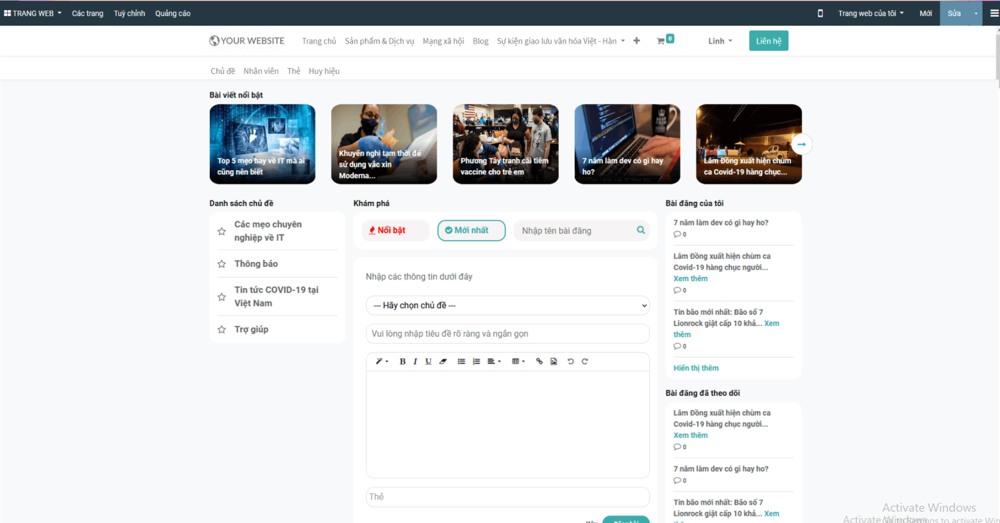 TRANG WEB Các trang Tuỳ chỉnh Quảng cáo Trang web của tôi Mới Sửa
YOUR WEBSITE Trang chủ Sản phẩm & Dịch vụ Mạng xã hội Blog Sự kiện giao lưu văn hóa Việt - Hàn 0 Linh Liên hệ
Chủ đề Nhân viên Thẻ Huy hiệu
Bài viết nổi bật
Top 5 mẹo hay về IT mà ai
cũng nên biết
Khuyến nghị tạm thời để
sử dụng vắc xin
Moderna...
Phương Tây tranh cãi tiêm
vaccine cho trẻ em
7 năm làm dev có gì hay
ho?
Lâm Đồng xuất hiện chùm
ca Covid-19 hàng chục...
Danh sách chủ đề
Các mẹo chuyên
nghiệp về IT
Thông báo
Tin tức COVID-19 tại
Việt Nam
Trợ giúp
Khám phá
Nổi bật Mới nhất Nhập tên bài đăng
Nhập các thông tin dưới đây
--- Hãy chọn chủ đề ---
Vui lòng nhập tiêu đề rõ ràng và ngắn gọn
B I U
Thẻ
Bài đăng của tôi
7 năm làm dev có gì hay ho?
0
Lâm Đồng xuất hiện chùm ca
Covid-19 hàng chục người...
Xem thêm
0
Tin bão mới nhất: Bão số 7
Lionrock giật cấp 10 khả... Xem
thêm
0
Hiển thị thêm
Bài đăng đã theo dõi
Lâm Đồng xuất hiện chùm ca
Covid-19 hàng chục người...
Xem thêm
0
7 năm làm dev có gì hay ho?
0
Tin bão mới nhất: Bão số 7
Lionrock giật cấp 10 khả... Xem
Activate Windows